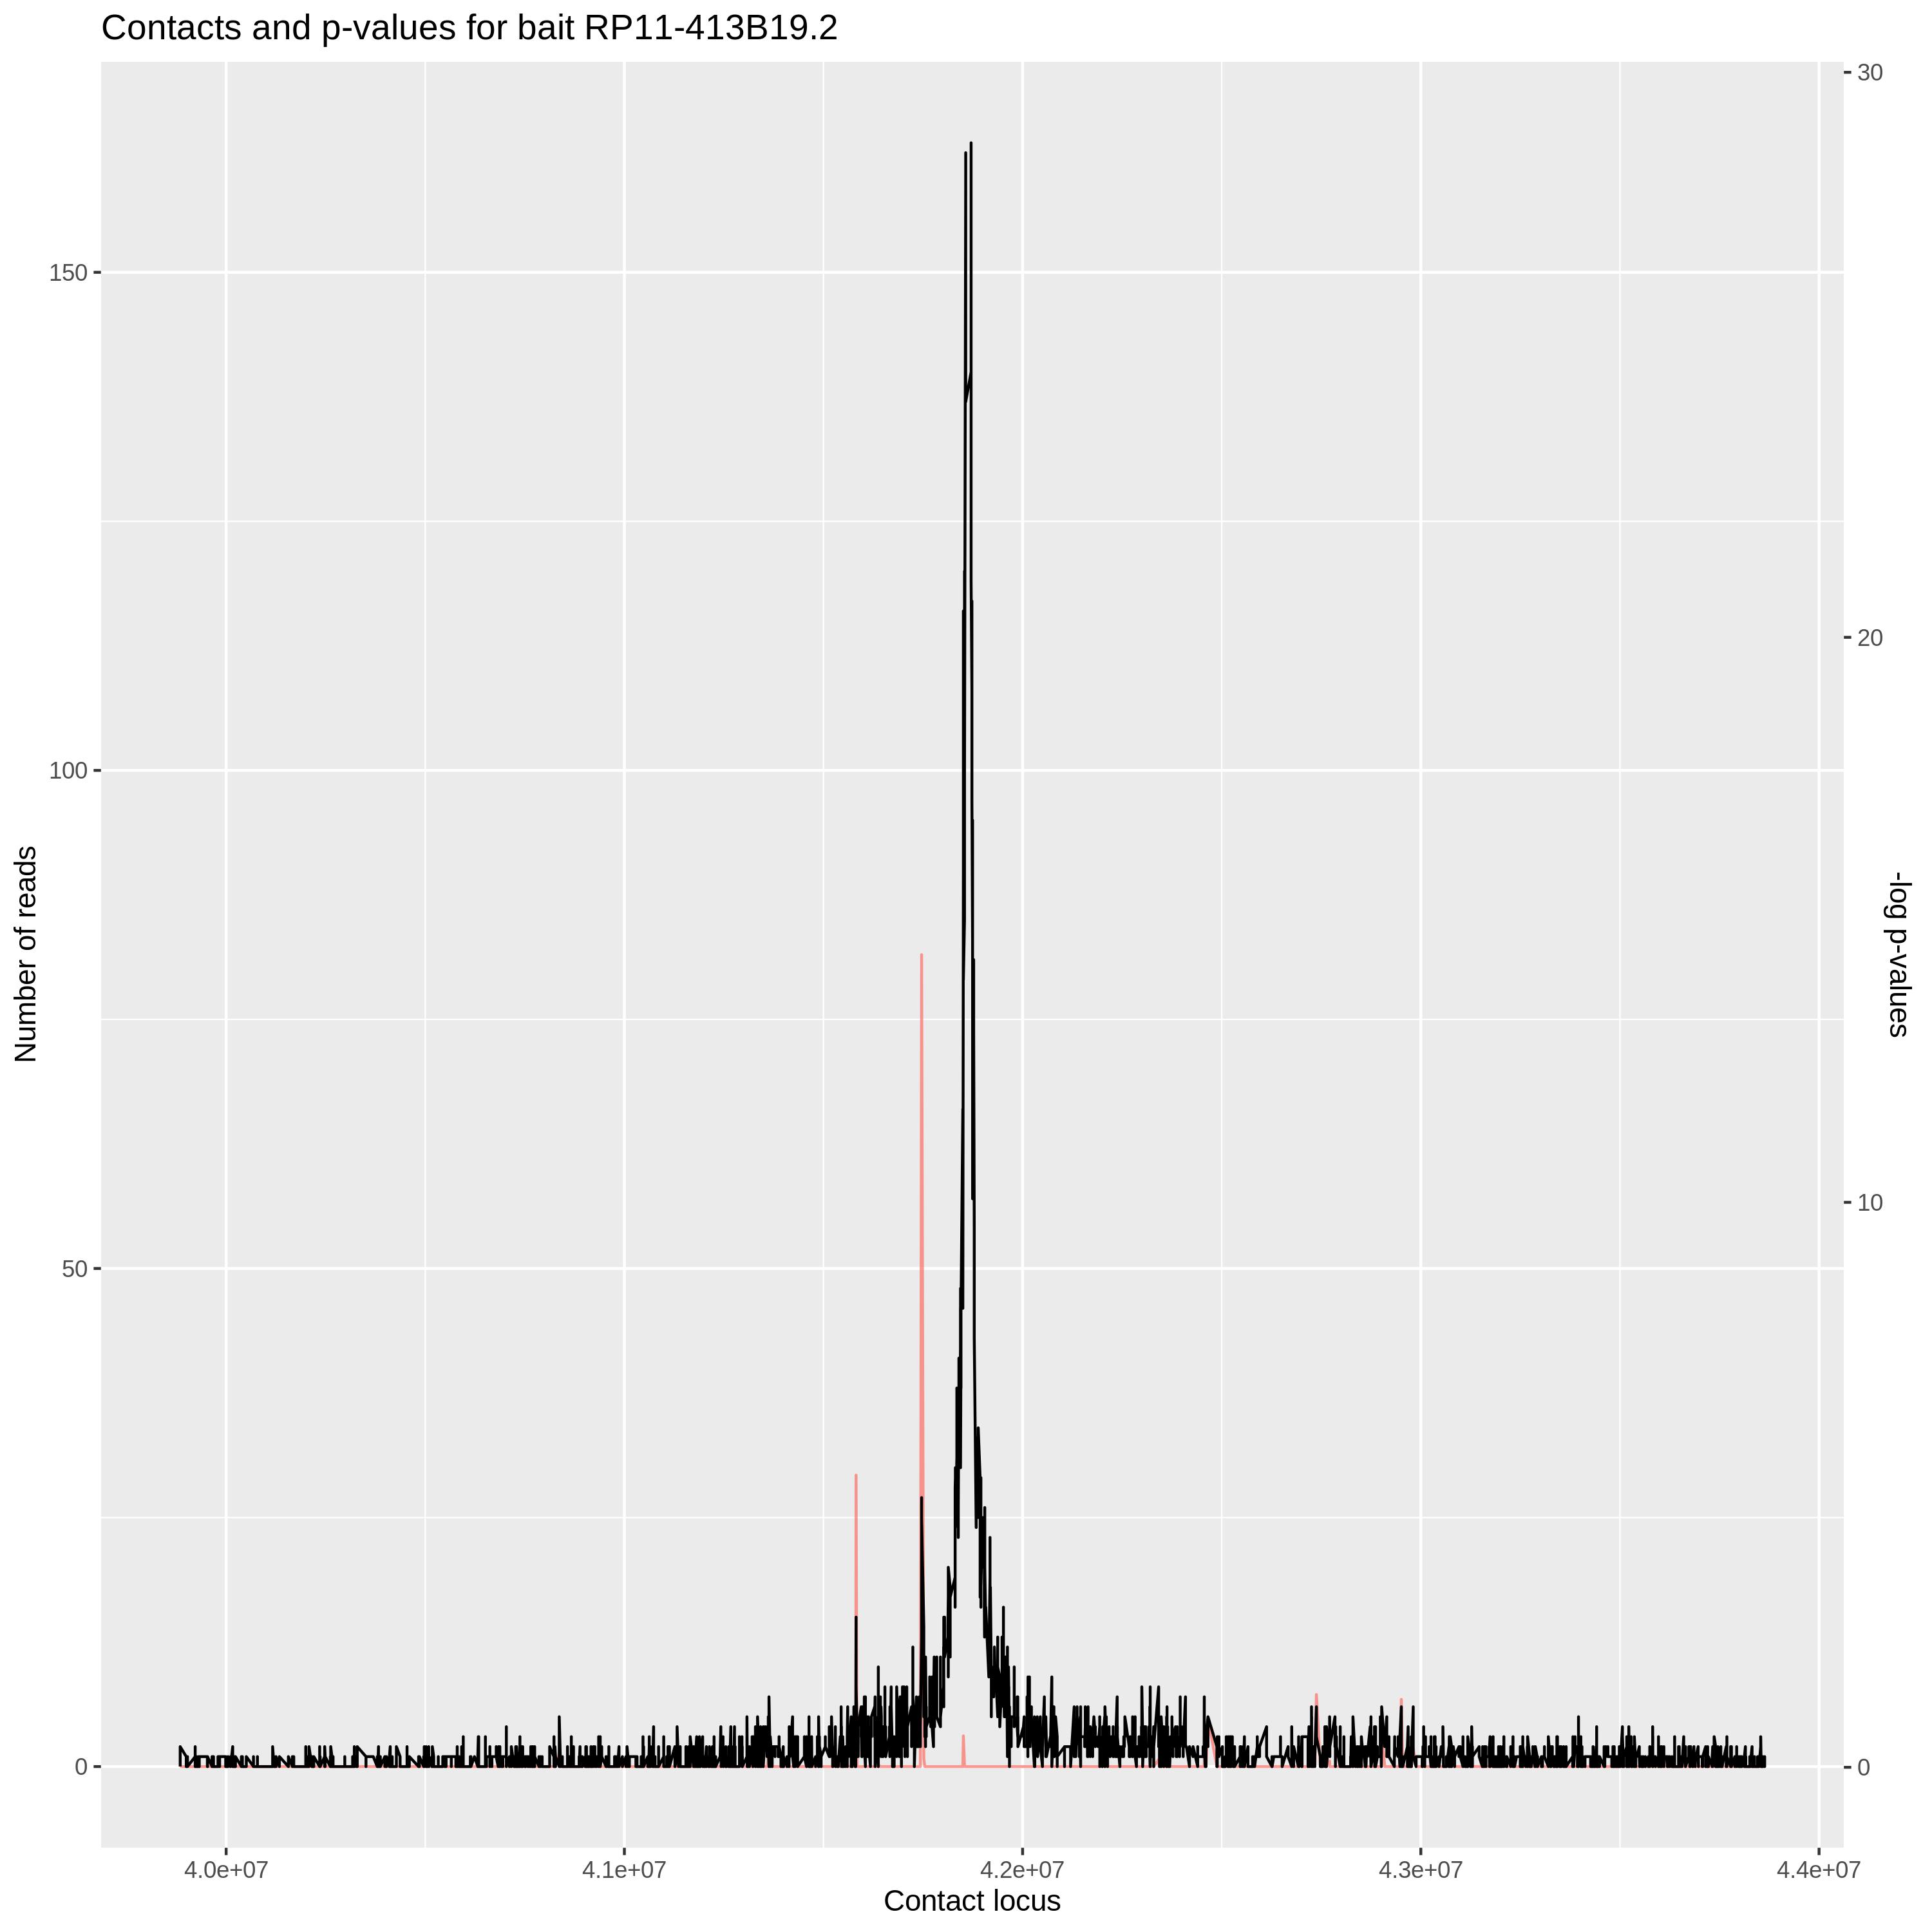 Contacts and p-values for bait RP11-413B19.2
30
150
20
100
Number of reads
-log p-values
10
50
0
0
4.0e+07
4.1e+07
4.2e+07
4.3e+07
4.4e+07
Contact locus